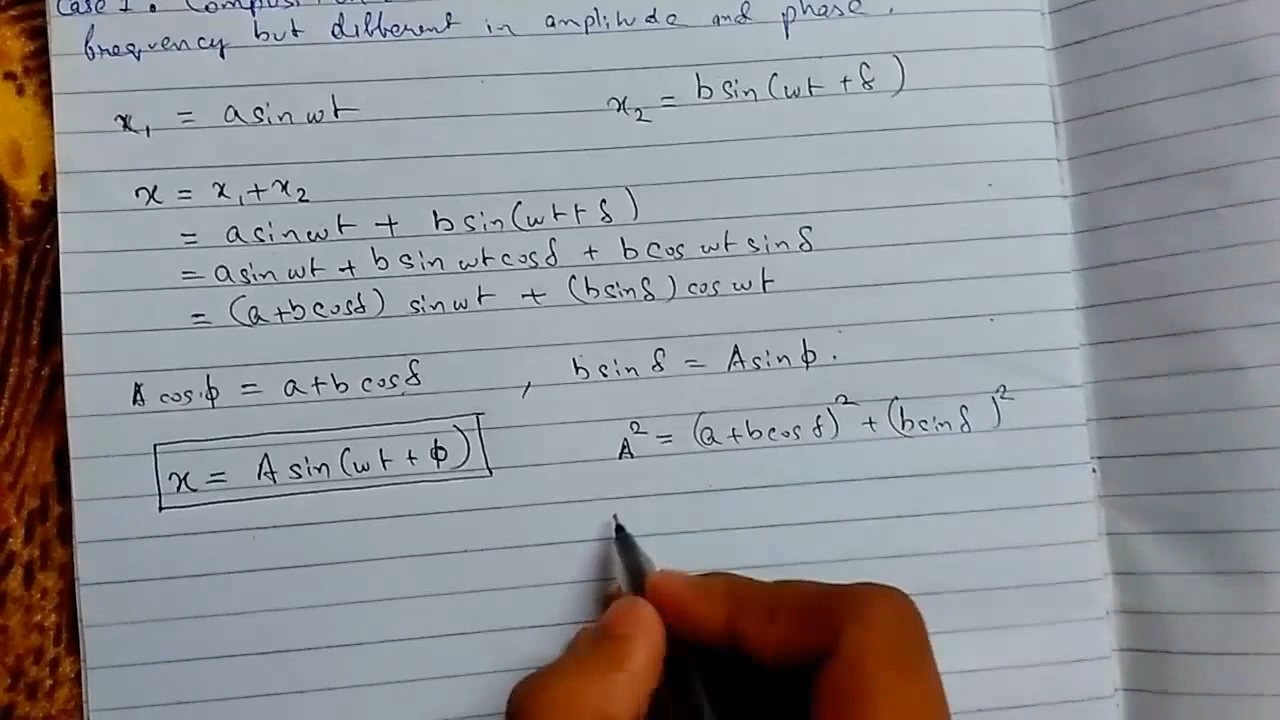 Case 1.
frequency but different in amplitude and phase.
x₁ = a sin ωt x₂ = b sin(ωt + δ)
x = x₁ + x₂
= a sin ωt + b sin(ωt + δ)
= a sin ωt + b sin ωt cos δ + b cos ωt sin δ
= (a + b cos δ) sin ωt + (b sin δ) cos ωt
A cos φ = a + b cos δ , b sin δ = A sin φ.
x = A sin(ωt + φ) A² = (a + b cos δ)² + (b sin δ)²